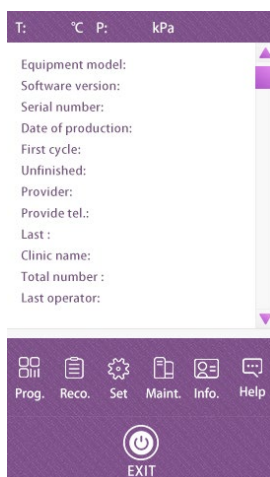 T: °C P: kPa
Equipment model:
Software version:
Serial number:
Date of production:
First cycle:
Unfinished:
Provider:
Provide tel.:
Last :
Clinic name:
Total number :
Last operator:
Prog. Reco. Set Maint. Info. Help
EXIT